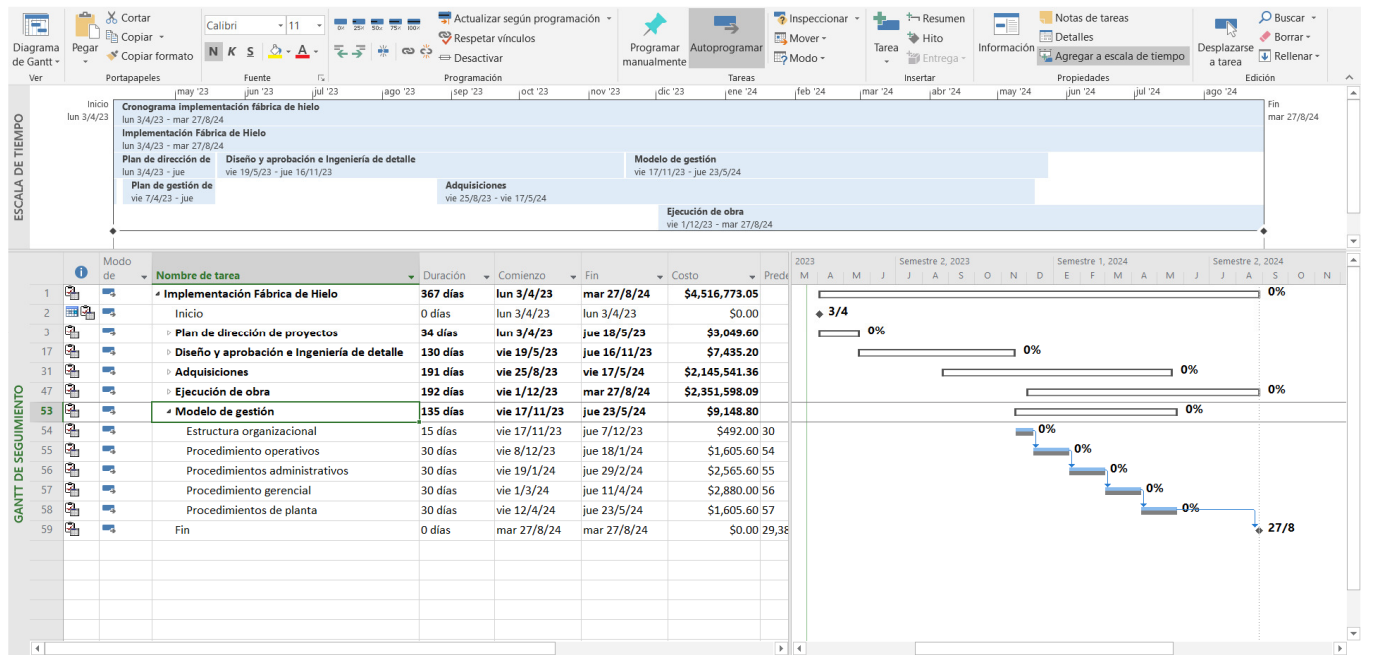 Diagrama de Gantt
Ver
Pegar
Cortar
Copiar
Copiar formato
Portapapeles
Calibri 11
N K S A
Fuente
0× 25× 50× 75× 100×
Actualizar según programación
Respetar vínculos
Desactivar
Programación
Programar manualmente
Autoprogramar
Inspeccionar
Mover
Modo
Tareas
Tarea
Resumen
Hito
Entrega
Insertar
Información
Notas de tareas
Detalles
Agregar a escala de tiempo
Propiedades
Desplazarse a tarea
Buscar
Borrar
Rellenar
Edición
ESCALA DE TIEMPO
may '23 jun '23 jul '23 ago '23 sep '23 oct '23 nov '23 dic '23 ene '24 feb '24 mar '24 abr '24 may '24 jun '24 jul '24 ago '24
Inicio
lun 3/4/23
Fin
mar 27/8/24
Cronograma implementación fábrica de hielo
lun 3/4/23 - mar 27/8/24
Implementación Fábrica de Hielo
lun 3/4/23 - mar 27/8/24
Plan de dirección de
lun 3/4/23 - jue
Diseño y aprobación e Ingeniería de detalle
vie 19/5/23 - jue 16/11/23
Modelo de gestión
vie 17/11/23 - jue 23/5/24
Plan de gestión de
vie 7/4/23 - jue
Adquisiciones
vie 25/8/23 - vie 17/5/24
Ejecución de obra
vie 1/12/23 - mar 27/8/24
GANTT DE SEGUIMIENTO
Modo de Nombre de tarea Duración Comienzo Fin Costo Prede
2023 Semestre 2, 2023 Semestre 1, 2024 Semestre 2, 2024
M A M J J A S O N D E F M A M J J A S O N
1 Implementación Fábrica de Hielo 367 días lun 3/4/23 mar 27/8/24 $4,516,773.05 0%
2 Inicio 0 días lun 3/4/23 lun 3/4/23 $0.00 3/4
3 Plan de dirección de proyectos 34 días lun 3/4/23 jue 18/5/23 $3,049.60 0%
17 Diseño y aprobación e Ingeniería de detalle 130 días vie 19/5/23 jue 16/11/23 $7,435.20 0%
31 Adquisiciones 191 días vie 25/8/23 vie 17/5/24 $2,145,541.36 0%
47 Ejecución de obra 192 días vie 1/12/23 mar 27/8/24 $2,351,598.09 0%
53 Modelo de gestión 135 días vie 17/11/23 jue 23/5/24 $9,148.80 0%
54 Estructura organizacional 15 días vie 17/11/23 jue 7/12/23 $492.00 30 0%
55 Procedimiento operativos 30 días vie 8/12/23 jue 18/1/24 $1,605.60 54 0%
56 Procedimientos administrativos 30 días vie 19/1/24 jue 29/2/24 $2,565.60 55 0%
57 Procedimiento gerencial 30 días vie 1/3/24 jue 11/4/24 $2,880.00 56 0%
58 Procedimientos de planta 30 días vie 12/4/24 jue 23/5/24 $1,605.60 57 0%
59 Fin 0 días mar 27/8/24 mar 27/8/24 $0.00 29,38 27/8